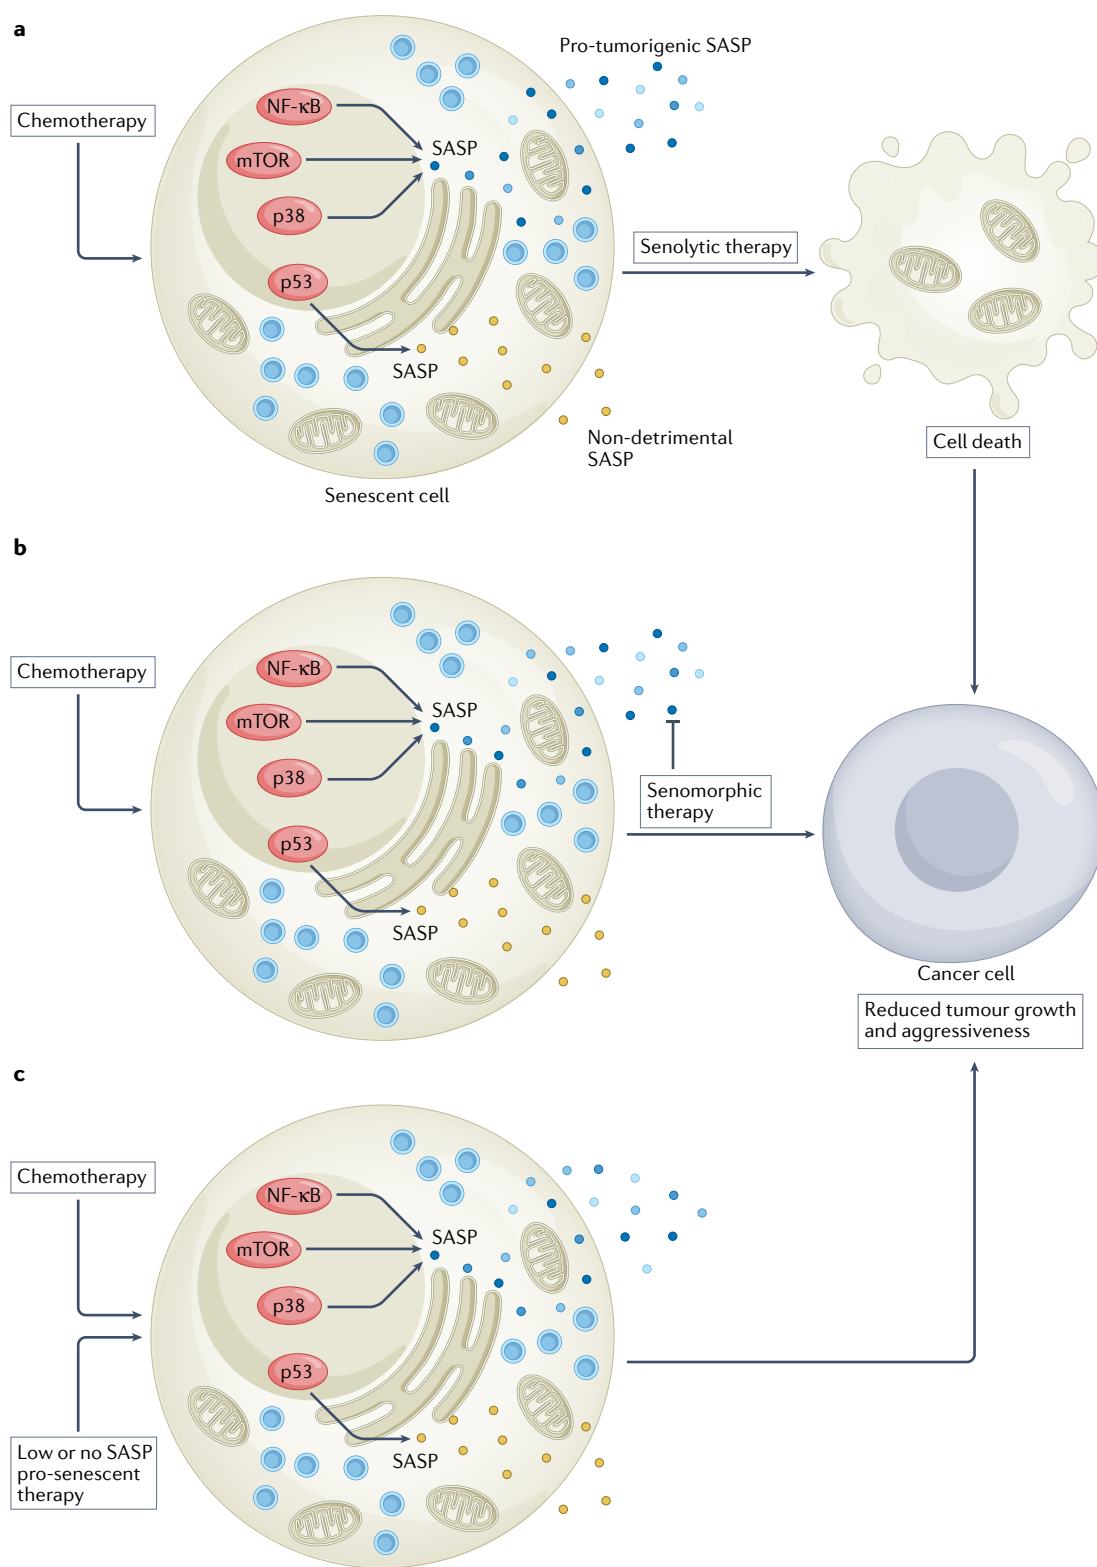 a
Pro-tumorigenic SASP
Chemotherapy
NF-κB
SASP
mTOR
p38
p53
SASP
Senolytic therapy
Non-detrimental
SASP
Cell death
Senescent cell
b
Chemotherapy
NF-κB
SASP
mTOR
p38
p53
SASP
Senomorphic
therapy
Cancer cell
Reduced tumour growth
and aggressiveness
c
Chemotherapy
NF-κB
SASP
mTOR
p38
p53
SASP
Low or no SASP
pro-senescent
therapy